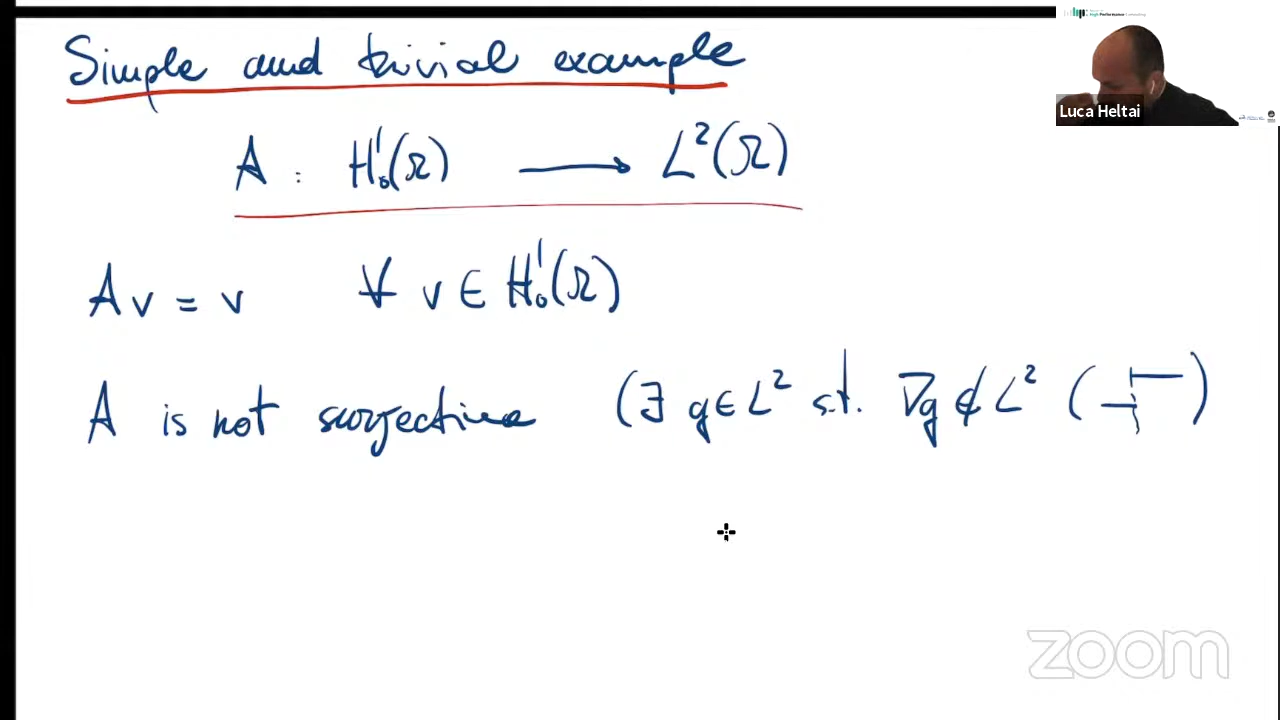 Simple and trivial example
Luca Heltai
A : H¹₀(Ω) → L²(Ω)
Av = v ∀ v ∈ H¹₀(Ω)
A is not surjective (∃ g ∈ L² s.t. ∇g ∉ L² ( ) )
zoom